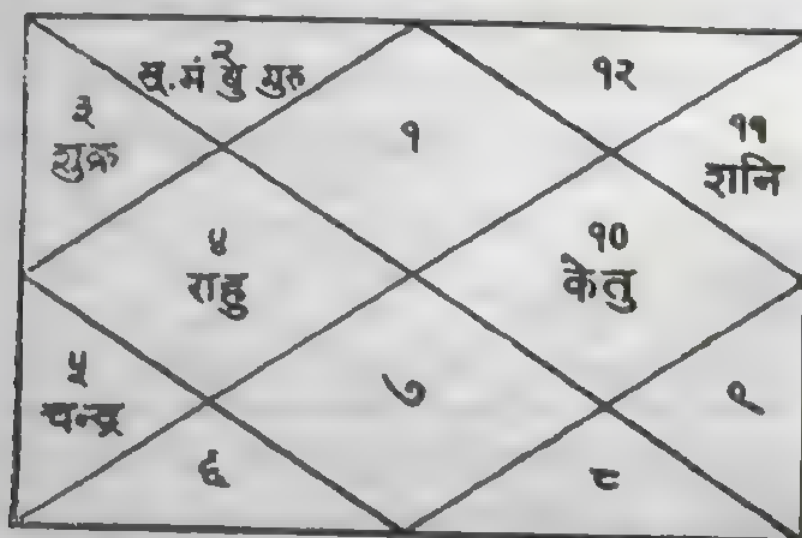 २
सू. मं बु गुरु
१२
३
शुक्र
१
११
शनि
४
राहु
१०
केतु
५
चन्द्र
७
९
६
८